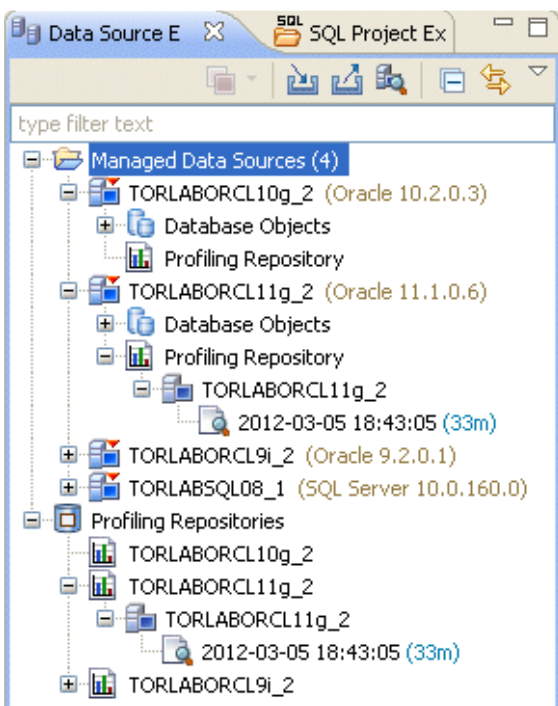 Data Source E
SQL
SQL Project Ex
type filter text
Managed Data Sources (4)
TORLABORCL10g_2 (Oracle 10.2.0.3)
Database Objects
Profiling Repository
TORLABORCL11g_2 (Oracle 11.1.0.6)
Database Objects
Profiling Repository
TORLABORCL11g_2
2012-03-05 18:43:05 (33m)
TORLABORCL9i_2 (Oracle 9.2.0.1)
TORLABSQL08_1 (SQL Server 10.0.160.0)
Profiling Repositories
TORLABORCL10g_2
TORLABORCL11g_2
TORLABORCL11g_2
2012-03-05 18:43:05 (33m)
TORLABORCL9i_2